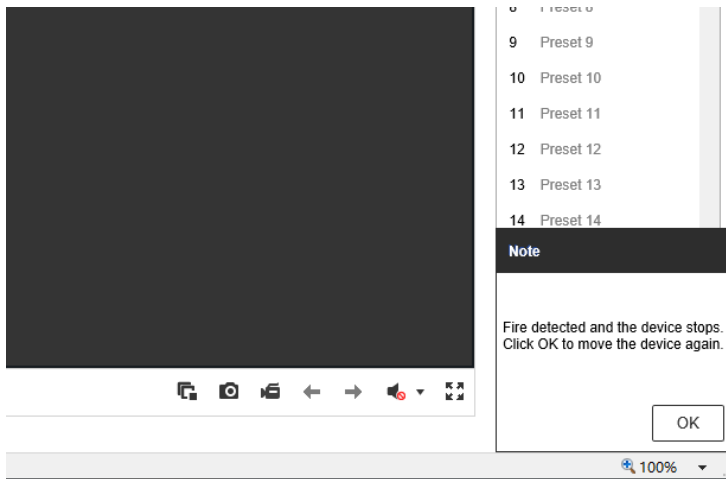 9 Preset 9
10 Preset 10
11 Preset 11
12 Preset 12
13 Preset 13
14 Preset 14
Note
Fire detected and the device stops.
Click OK to move the device again.
OK
100%